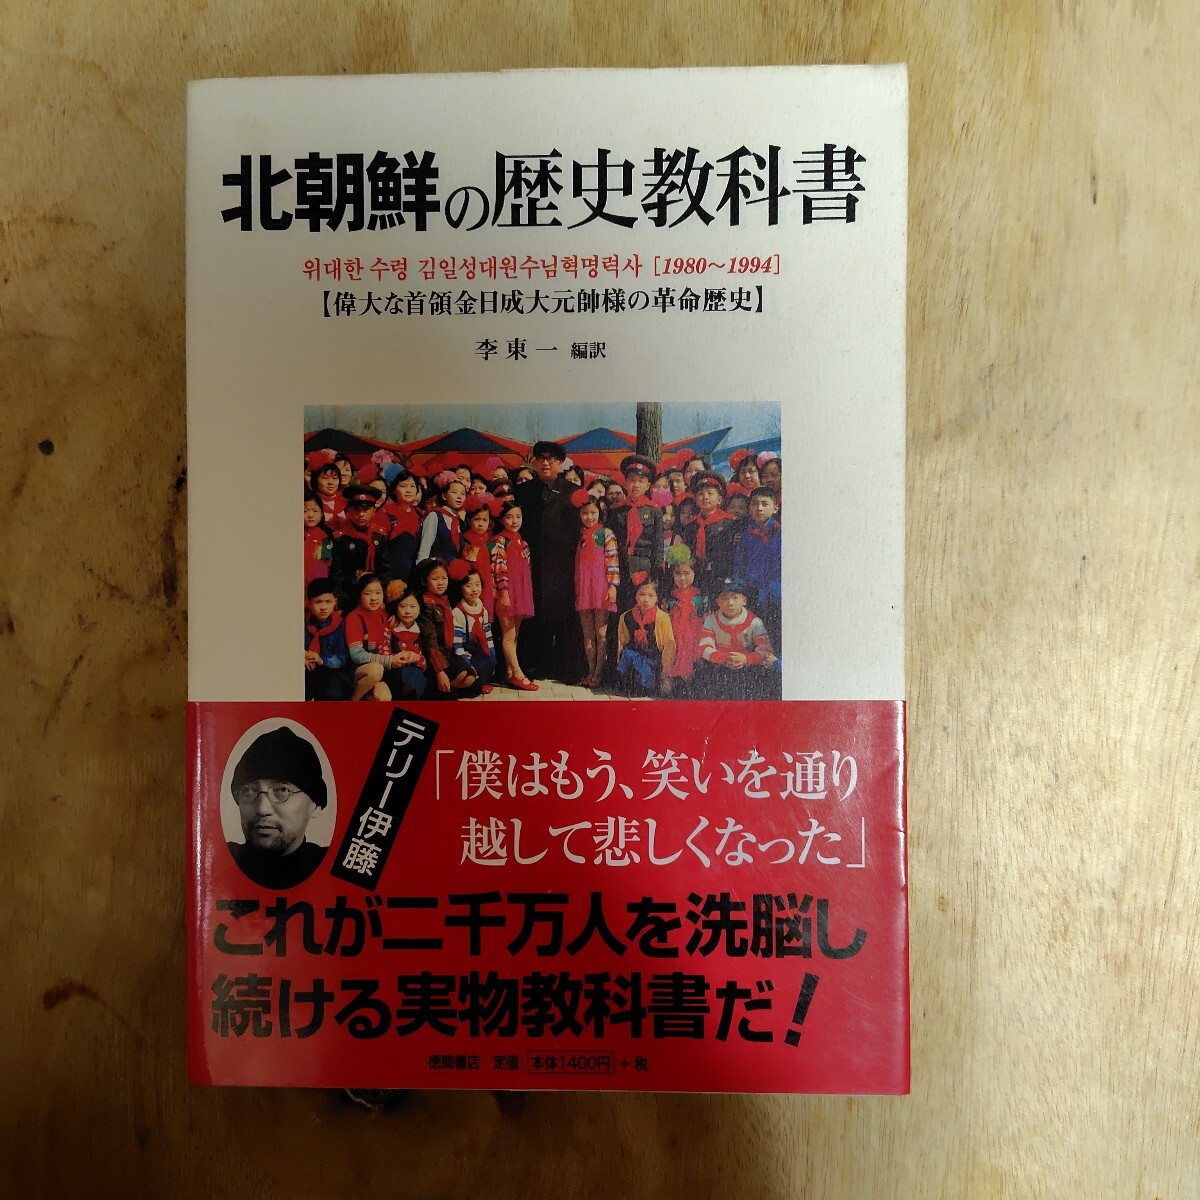 北朝鮮の歴史教科書
위대한 수령 김일성대원수님혁명력사 [1980～1994]
【偉大な首領金日成大元帥様の革命歴史】
李東一 編訳
テリー伊藤
「僕はもう、笑いを通り
越して悲しくなった」
これが二千万人を洗脳し
続ける実物教科書だ!
徳間書店 定価 本体1400円 + 税